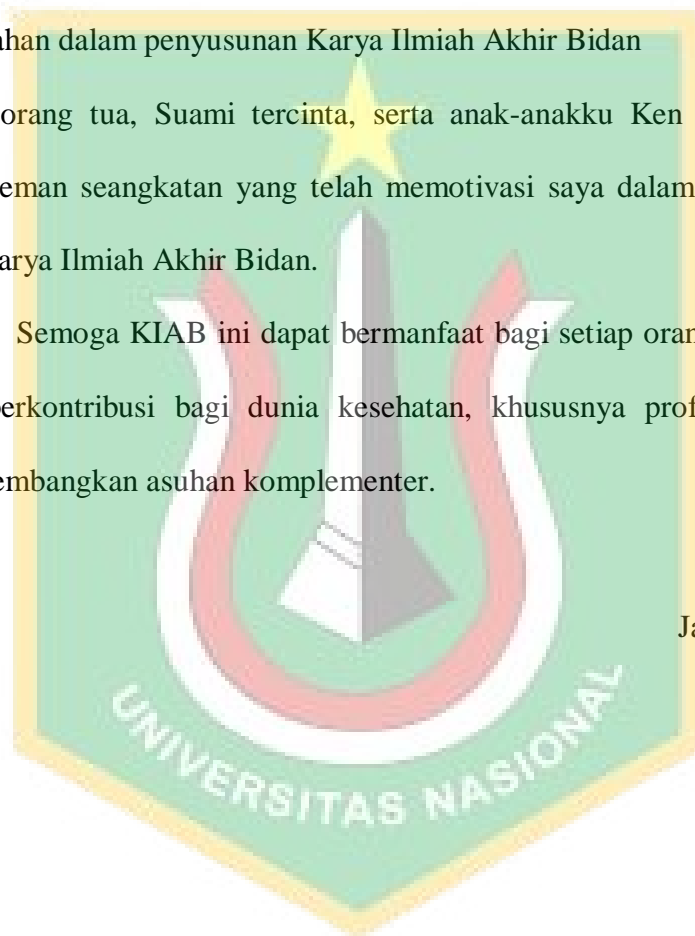 ahan dalam penyusunan Karya Ilmiah Akhir Bidan
orang tua, Suami tercinta, serta anak-anakku Ken
eman seangkatan yang telah memotivasi saya dalam
arya Ilmiah Akhir Bidan.
Semoga KIAB ini dapat bermanfaat bagi setiap oran
erkontribusi bagi dunia kesehatan, khususnya prof
embangkan asuhan komplementer.
Ja
UNIVERSITAS NASIONAL